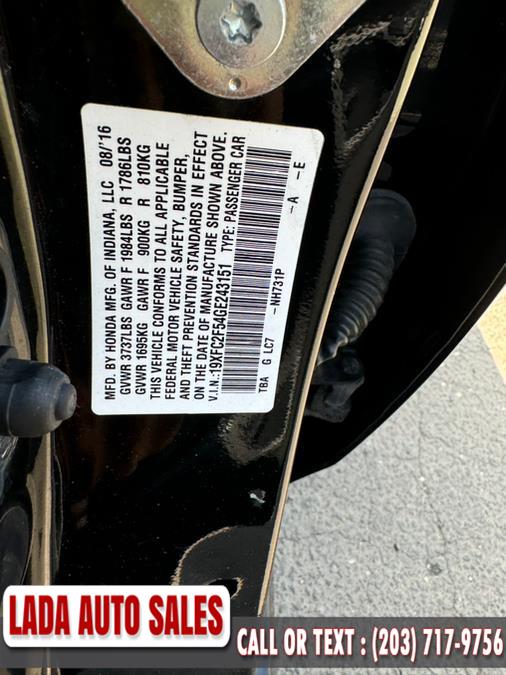 MFD. BY HONDA MFG. OF INDIANA, LLC 08/'16
GVWR 3737LBS GAWR F 1984LBS R 1786LBS
GVWR 1695KG GAWR F 900KG R 810KG
THIS VEHICLE CONFORMS TO ALL APPLICABLE
FEDERAL MOTOR VEHICLE SAFETY, BUMPER,
AND THEFT PREVENTION STANDARDS IN EFFECT
ON THE DATE OF MANUFACTURE SHOWN ABOVE.
V.I.N.:19XFC2F54GE243151 TYPE: PASSENGER CAR
-NH731P -A -E
TBA G LC7
LADA AUTO SALES
CALL OR TEXT : (203) 717-9756